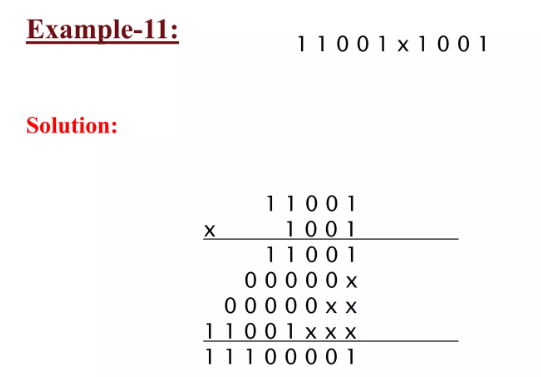 Example-11:
1 1 0 0 1 x 1 0 0 1
Solution:
1 1 0 0 1
x 1 0 0 1
1 1 0 0 1
0 0 0 0 0 x
0 0 0 0 0 x x
1 1 0 0 1 x x x
1 1 1 0 0 0 0 1